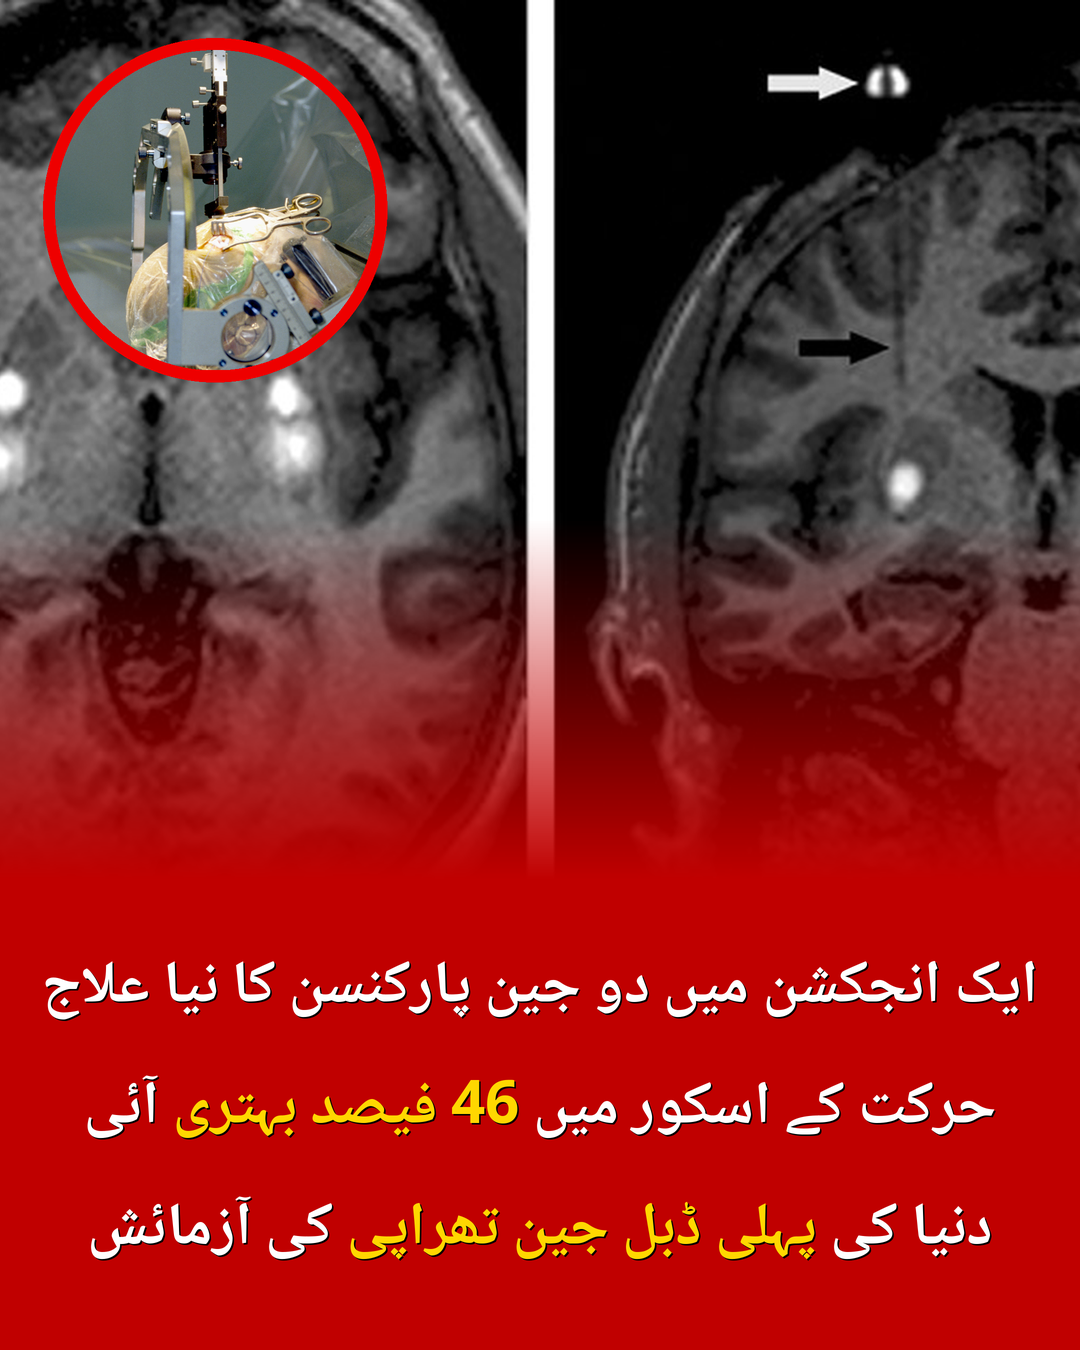 ایک انجکشن میں دو جین پارکنسن کا نیا علاج
حرکت کے اسکور میں 46 فیصد بہتری آئی
دنیا کی پہلی ڈبل جین تھراپی کی آزمائش